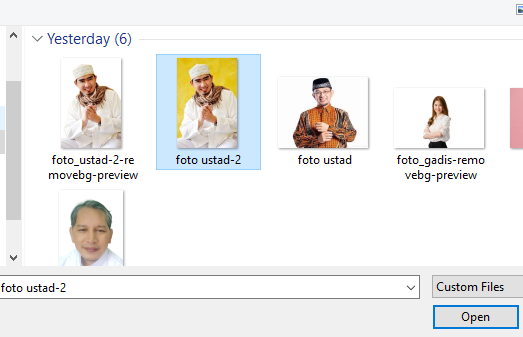 Yesterday (6)
foto_ustad-2-re
movebg-preview
foto ustad-2
foto ustad
foto_gadis-remo
vebg-preview
foto ustad-2
Custom Files
Open